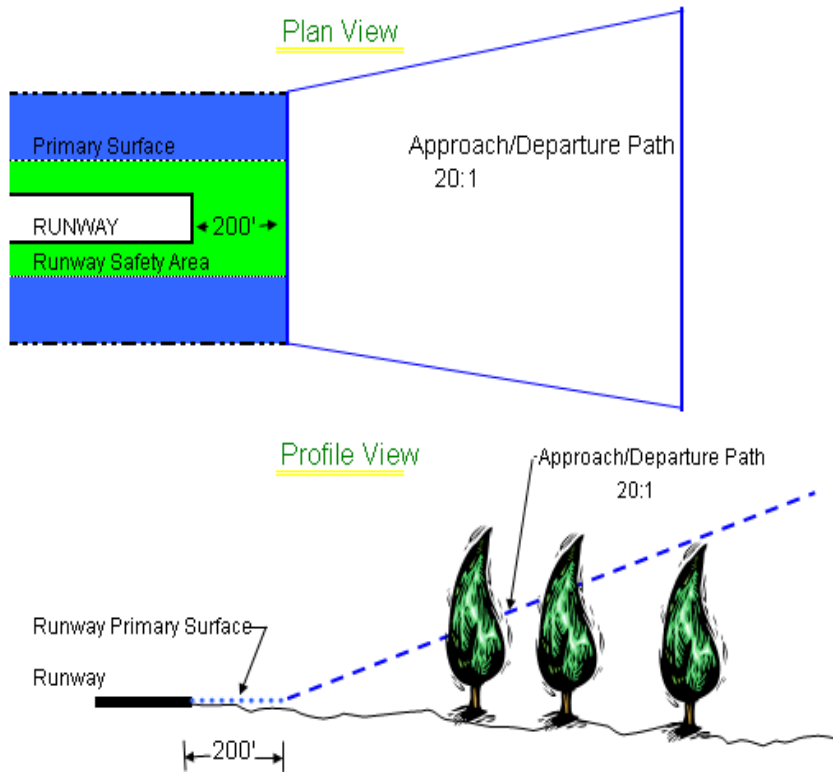 Plan View
Primary Surface
Approach/Departure Path
20:1
RUNWAY
200'
Runway Safety Area
Profile View
Approach/Departure Path
20:1
Runway Primary Surface
Runway
200'